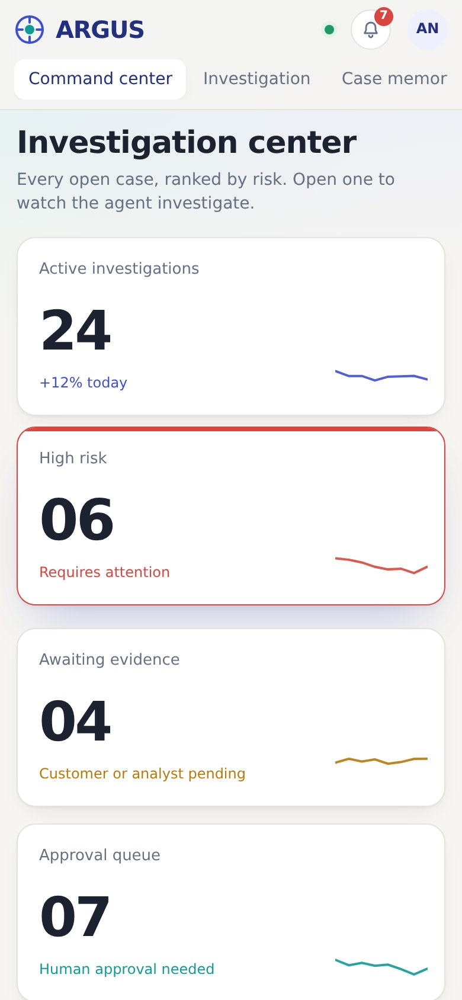 ARGUS
7
AN
Command center
Investigation
Case memor
Investigation center
Every open case, ranked by risk. Open one to
watch the agent investigate.
Active investigations
24
+12% today
High risk
06
Requires attention
Awaiting evidence
04
Customer or analyst pending
Approval queue
07
Human approval needed